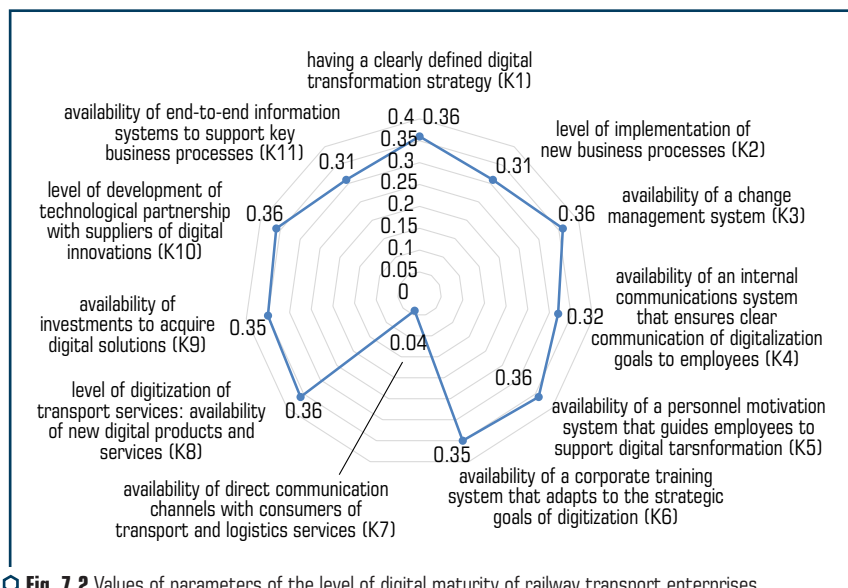 having a clearly defined digital
transformation strategy (K1)
availability of end-to-end information
systems to support key
business processes (K11)
0.4 0.36
0.35
0.3
0.25
0.2
0.15
0.1
0.05
0
level of implementation of
new business processes (K2)
0.31
0.31
level of development of
technological partnership
with suppliers of digital
innovations (K10)
0.36
availability of a change
management system (K3)
0.36
availability of an internal
communications system
that ensures clear
communication of digitalization
goals to employees (K4)
0.32
availability of
investments to acquire
digital solutions (K9)
0.35
0.04
0.36
level of digitization of
transport services: availability
of new digital products and
services (K8)
0.36
availability of a personnel motivation
system that guides employees to
support digital tarsnformation (K5)
0.35
availability of a corporate training
system that adapts to the strategic
goals of digitization (K6)
availability of direct communication
channels with consumers of
transport and logistics services (K7)
Fig. 7.2 Values of parameters of the level of digital maturity of railway transport enterprises